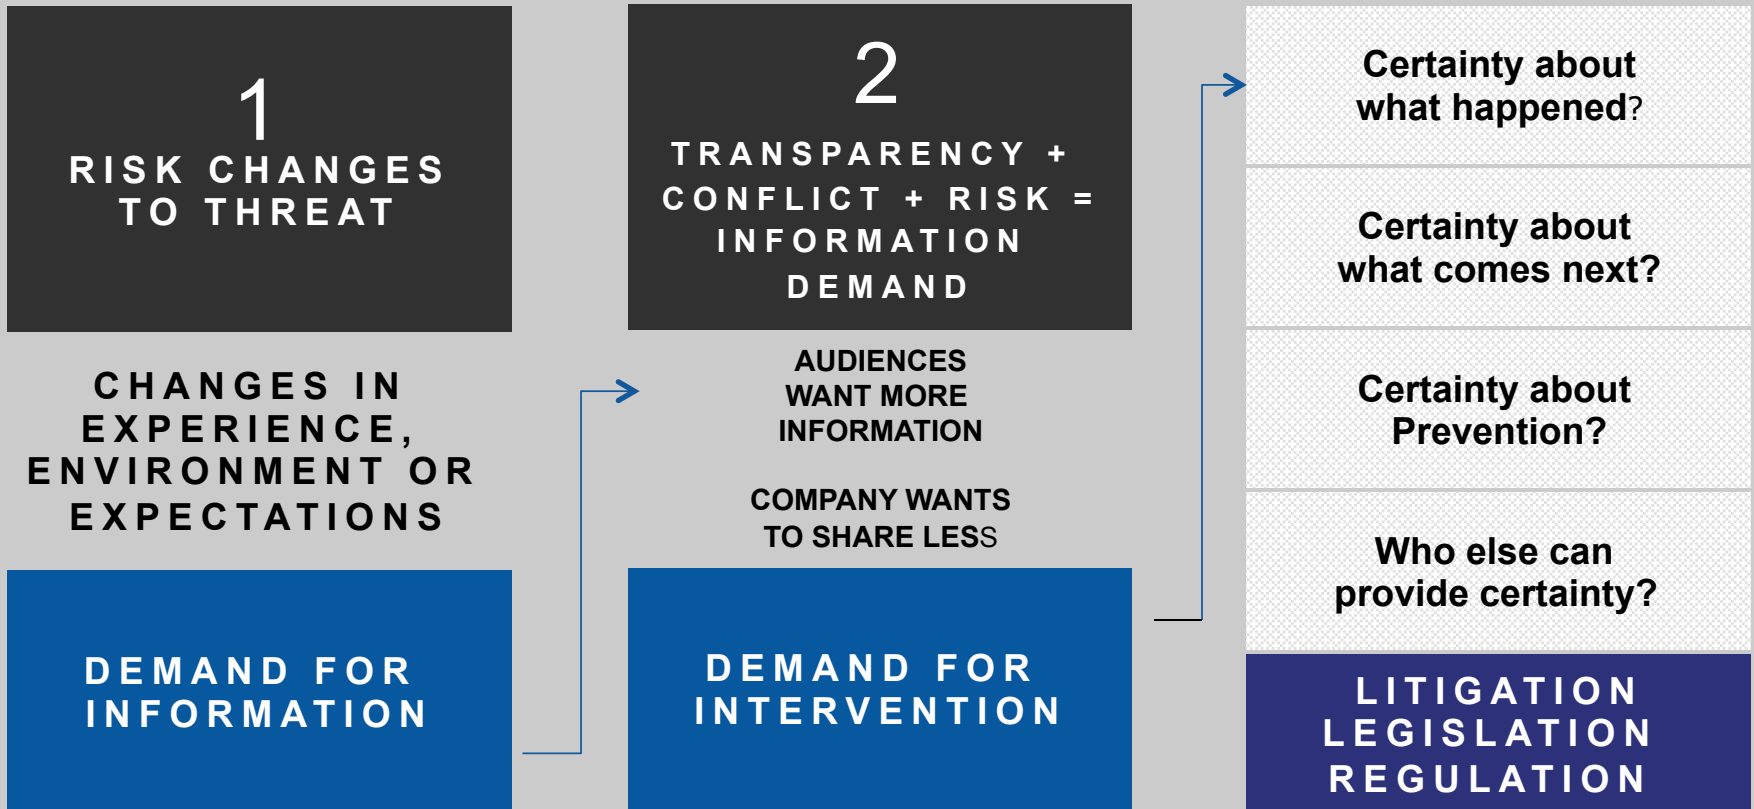 1
RISK CHANGES
TO THREAT
CHANGES IN
EXPERIENCE,
ENVIRONMENT OR
EXPECTATIONS
DEMAND FOR
INFORMATION
2
TRANSPARENCY +
CONFLICT + RISK =
INFORMATION
DEMAND
AUDIENCES
WANT MORE
INFORMATION
COMPANY WANTS
TO SHARE LESS
DEMAND FOR
INTERVENTION
Certainty about
what happened?
Certainty about
what comes next?
Certainty about
Prevention?
Who else can
provide certainty?
LITIGATION
LEGISLATION
REGULATION